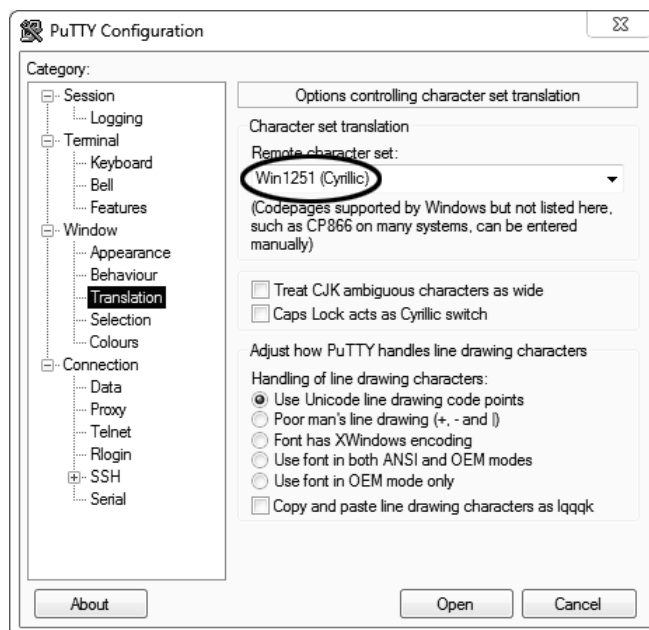 PuTTY Configuration
Category:
Session
Logging
Terminal
Keyboard
Bell
Features
Window
Appearance
Behaviour
Translation
Selection
Colours
Connection
Data
Proxy
Telnet
Rlogin
SSH
Serial
Options controlling character set translation
Character set translation
Remote character set:
Win1251 (Cyrillic)
(Codepages supported by Windows but not listed here,
such as CP866 on many systems, can be entered
manually)
Treat CJK ambiguous characters as wide
Caps Lock acts as Cyrillic switch
Adjust how PuTTY handles line drawing characters
Handling of line drawing characters:
Use Unicode line drawing code points
Poor man's line drawing (+, - and |)
Font has XWindows encoding
Use font in both ANSI and OEM modes
Use font in OEM mode only
Copy and paste line drawing characters as lqqqk
About
Open
Cancel